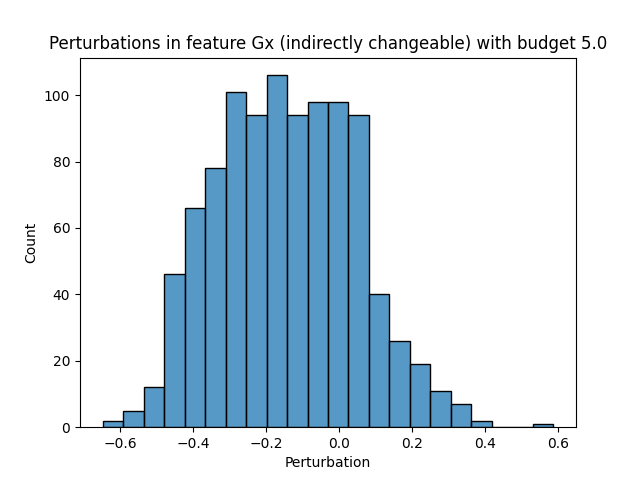 Perturbations in feature Gx (indirectly changeable) with budget 5.0
100
80
60
40
20
0
Count
−0.6 −0.4 −0.2 0.0 0.2 0.4 0.6
Perturbation